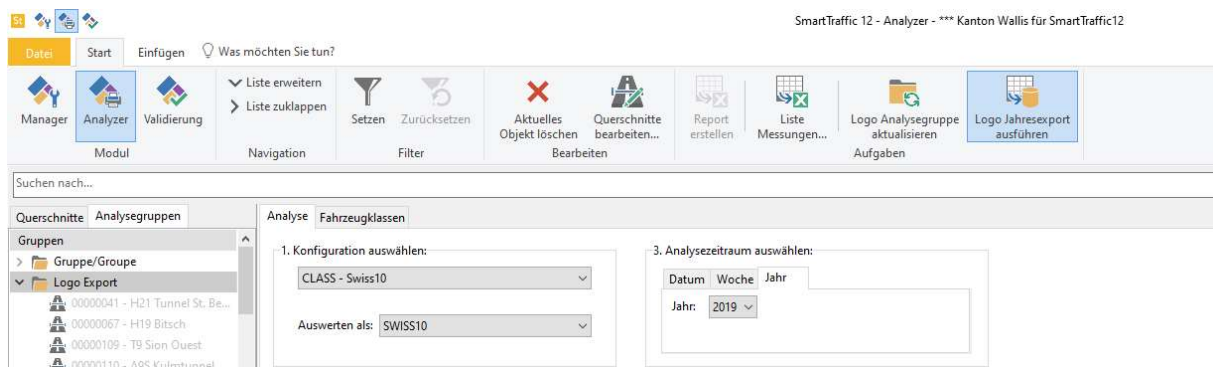 St
SmartTraffic 12 - Analyzer - *** Kanton Wallis für SmartTraffic12
Datei Start Einfügen Was möchten Sie tun?
Manager Analyzer Validierung
Modul
Liste erweitern
Liste zuklappen
Navigation
Setzen Zurücksetzen
Filter
Aktuelles Objekt löschen
Querschnitte bearbeiten...
Bearbeiten
Report erstellen
Liste Messungen...
Logo Analysegruppe aktualisieren
Logo Jahresexport ausführen
Aufgaben
Suchen nach...
Querschnitte Analysegruppen
Gruppen
Gruppe/Groupe
Logo Export
00000041 - H21 Tunnel St. Be...
00000067 - H19 Bitsch
00000109 - T9 Sion Ouest
00000110 - A9S Kulmtunnel
Analyse Fahrzeugklassen
1. Konfiguration auswählen:
CLASS - Swiss10
Auswerten als: SWISS10
3. Analysezeitraum auswählen:
Datum Woche Jahr
Jahr: 2019